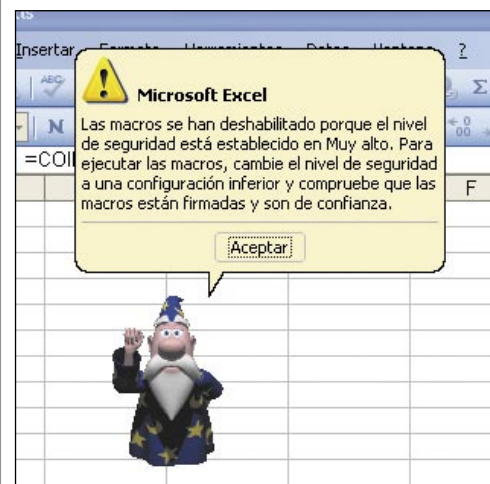 Insertar
?
ABC
Σ
Microsoft Excel
Las macros se han deshabilitado porque el nivel
de seguridad está establecido en Muy alto. Para
ejecutar las macros, cambie el nivel de seguridad
a una configuración inferior y compruebe que las
macros están firmadas y son de confianza.
Aceptar
N
F